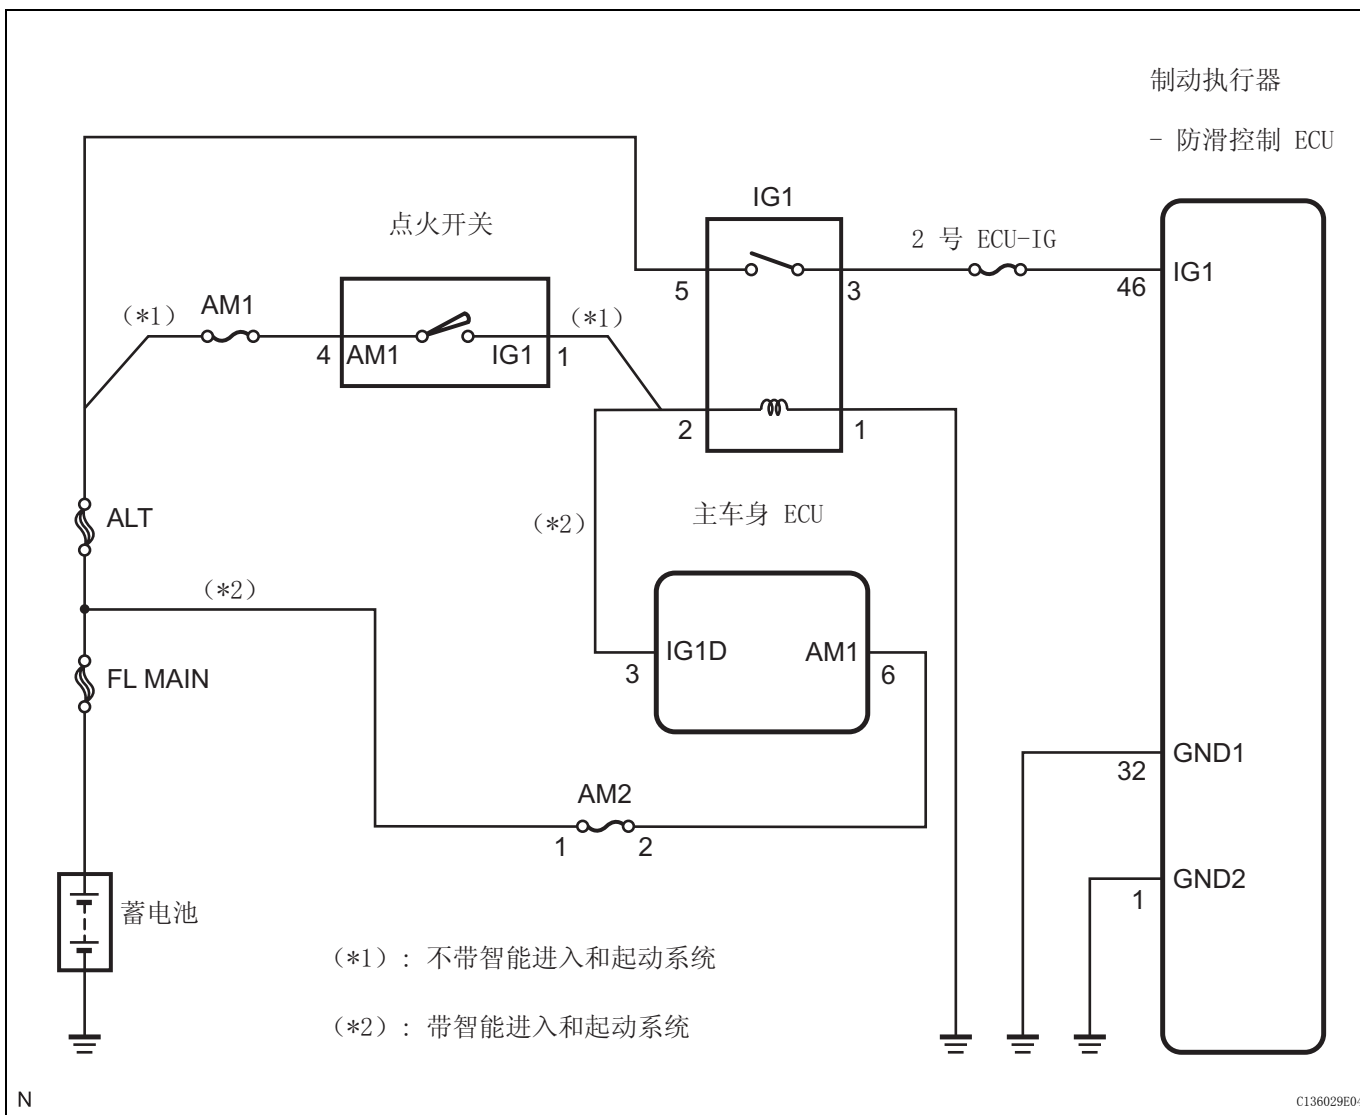 制动执行器
- 防滑控制 ECU
IG1
点火开关
2 号 ECU-IG
5
3
46
IG1
(*1)
AM1
(*1)
4
AM1
IG1
1
2
1
ALT
(*2)
主车身 ECU
(*2)
FL MAIN
3
IG1D
AM1
6
GND1
32
AM2
1
2
GND2
1
蓄电池
(*1): 不带智能进入和起动系统
(*2): 带智能进入和起动系统
N
C136029E04